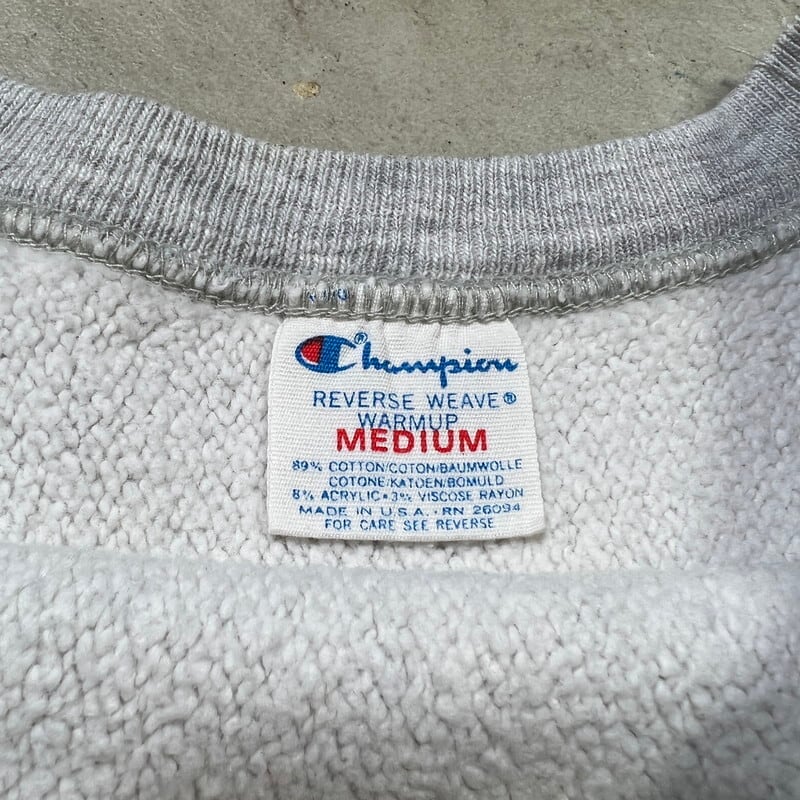 Champion®
REVERSE WEAVE®
WARMUP
MEDIUM
89% COTTON/COTON/BAUMWOLLE
COTONE/KATOEN/BOMULD
8% ACRYLIC • 3% VISCOSE RAYON
MADE IN U.S.A. • RN 26094
FOR CARE SEE REVERSE